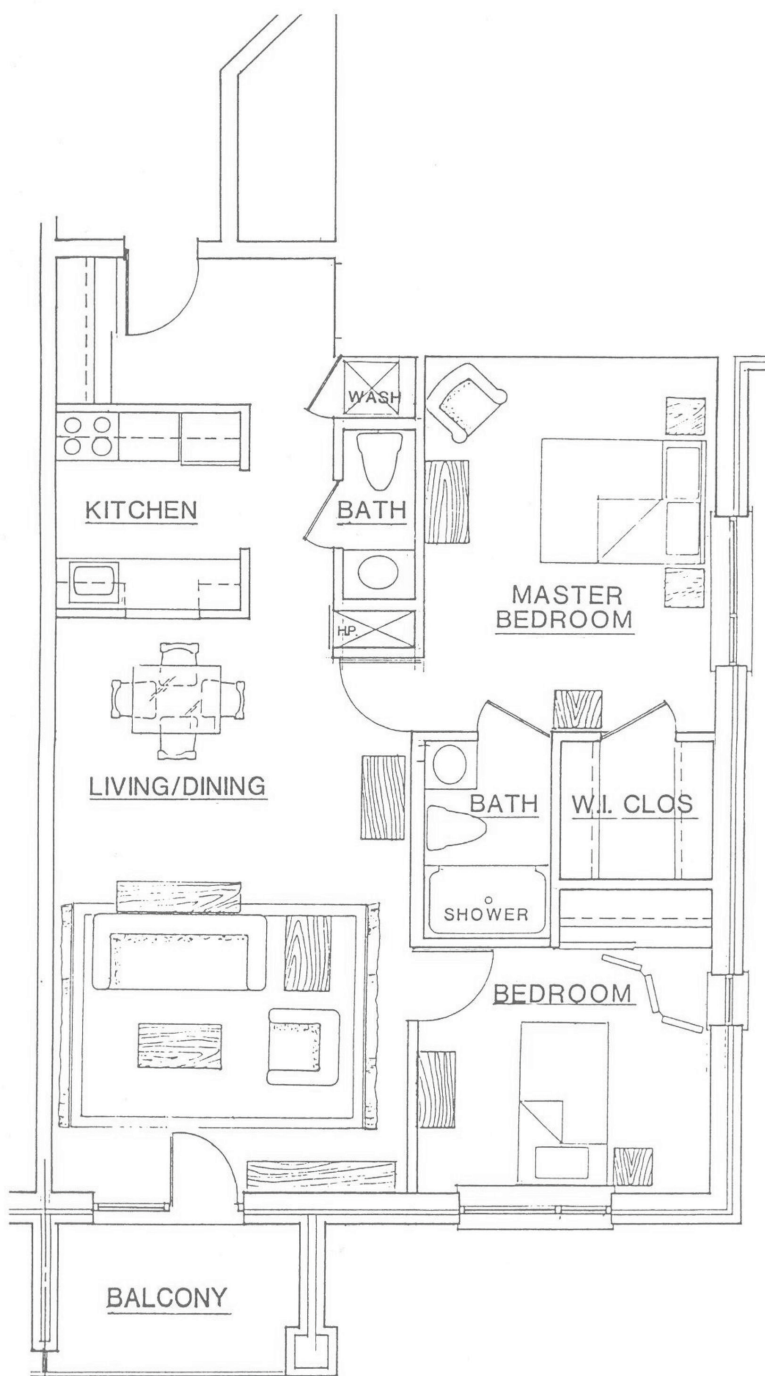 WASH
KITCHEN
BATH
MASTER
BEDROOM
H.P.
LIVING/DINING
BATH
W.I. CLOS
SHOWER
BEDROOM
BALCONY